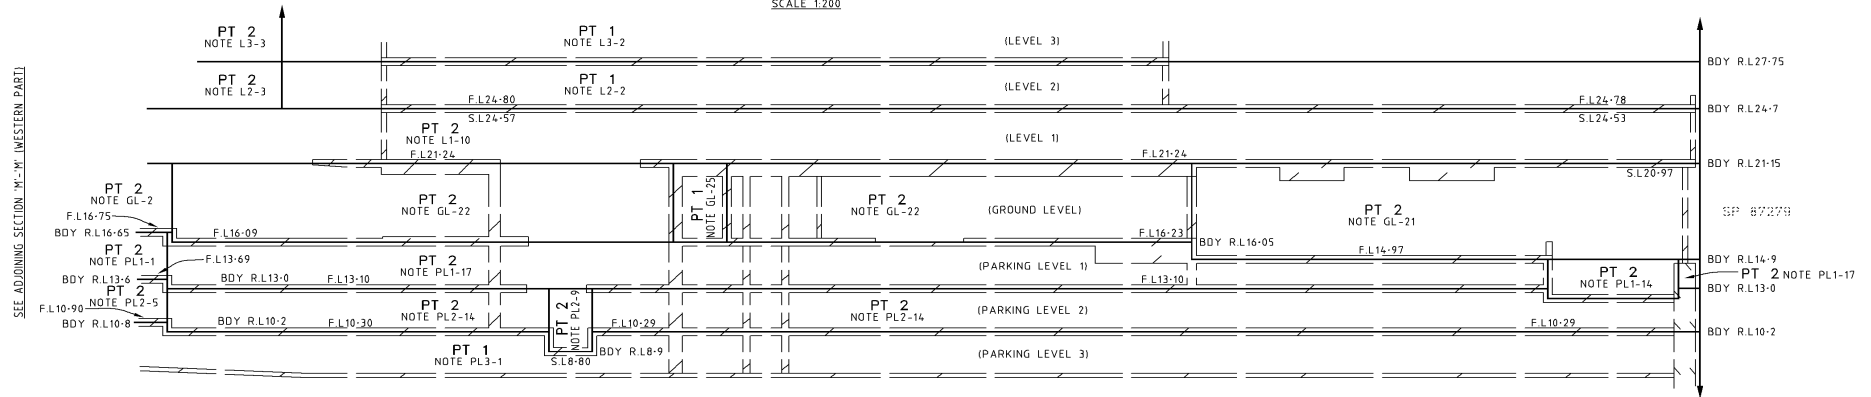 SCALE 1:200
PT 2
NOTE L3-3
PT 1
NOTE L3-2
(LEVEL 3)
BDY R.L27·75
PT 2
NOTE L2-3
PT 1
NOTE L2-2
(LEVEL 2)
F.L24·80
S.L24·57
F.L24·78
S.L24·53
BDY R.L24·7
PT 2
NOTE L1-10
(LEVEL 1)
F.L21·24
F.L21·24
BDY R.L21·15
S.L20·97
SEE ADJOINING SECTION 'M'-'M' (WESTERN PART)
PT 2
NOTE GL-2
F.L16·75
BDY R.L16·65
F.L16·09
PT 2
NOTE GL-22
PT 1
NOTE GL-25
PT 2
NOTE GL-22
(GROUND LEVEL)
F.L16·23
BDY R.L16·05
PT 2
NOTE GL-21
SP 87279
F.L14·97
BDY R.L14·9
PT 2
NOTE PL1-1
F.L13·69
BDY R.L13·6
BDY R.L13·0
F.L13·10
PT 2
NOTE PL1-17
(PARKING LEVEL 1)
F.L13·10
PT 2
NOTE PL1-14
PT 2 NOTE PL1-17
BDY R.L13·0
PT 2
NOTE PL2-5
F.L10·90
BDY R.L10·8
BDY R.L10·2
F.L10·30
PT 2
NOTE PL2-14
PT 2
NOTE PL2-9
F.L10·29
PT 2
NOTE PL2-14
(PARKING LEVEL 2)
F.L10·29
BDY R.L10·2
PT 1
NOTE PL3-1
S.L8·80
BDY R.L8·9
(PARKING LEVEL 3)